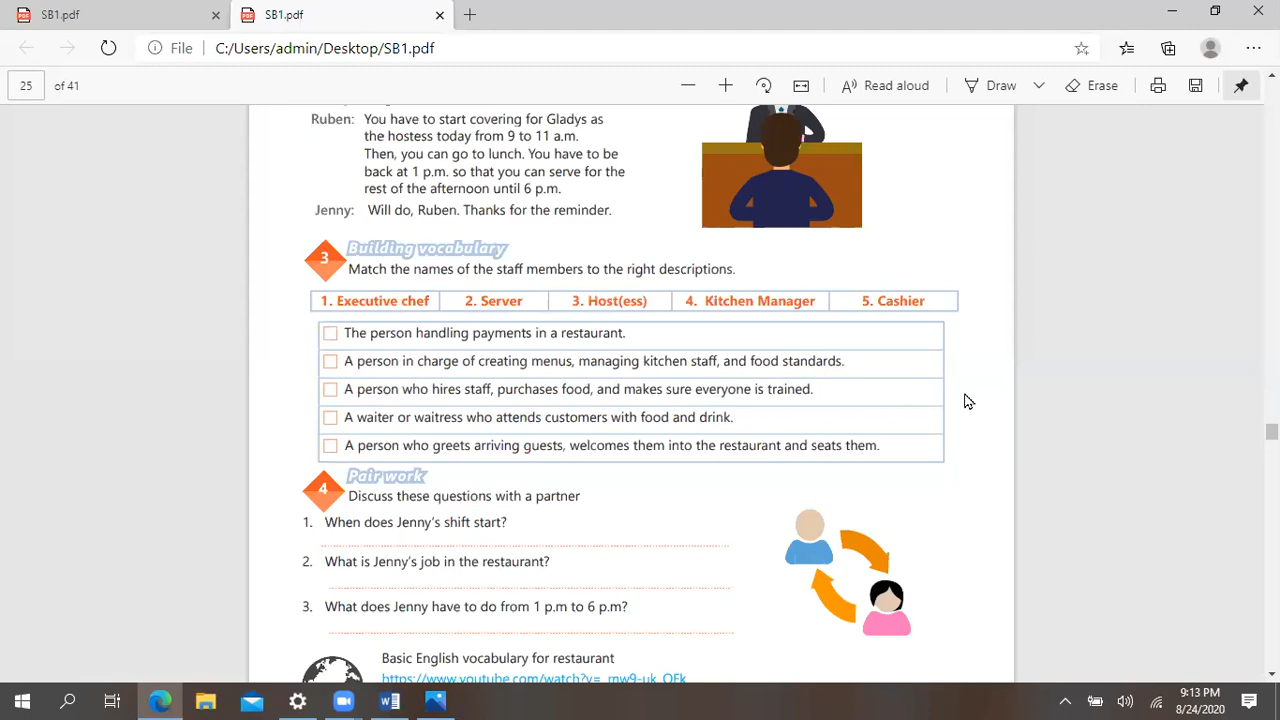 SB1.pdf
SB1.pdf
File C:/Users/admin/Desktop/SB1.pdf
25 of 41
Read aloud
Draw
Erase
Ruben: You have to start covering for Gladys as
the hostess today from 9 to 11 a.m.
Then, you can go to lunch. You have to be
back at 1 p.m. so that you can serve for the
rest of the afternoon until 6 p.m.
Jenny: Will do, Ruben. Thanks for the reminder.
3 Building vocabulary
Match the names of the staff members to the right descriptions.
1. Executive chef 2. Server 3. Host(ess) 4. Kitchen Manager 5. Cashier
The person handling payments in a restaurant.
A person in charge of creating menus, managing kitchen staff, and food standards.
A person who hires staff, purchases food, and makes sure everyone is trained.
A waiter or waitress who attends customers with food and drink.
A person who greets arriving guests, welcomes them into the restaurant and seats them.
4 Pair work
Discuss these questions with a partner
1. When does Jenny's shift start?
2. What is Jenny's job in the restaurant?
3. What does Jenny have to do from 1 p.m to 6 p.m?
Basic English vocabulary for restaurant
9:13 PM
8/24/2020